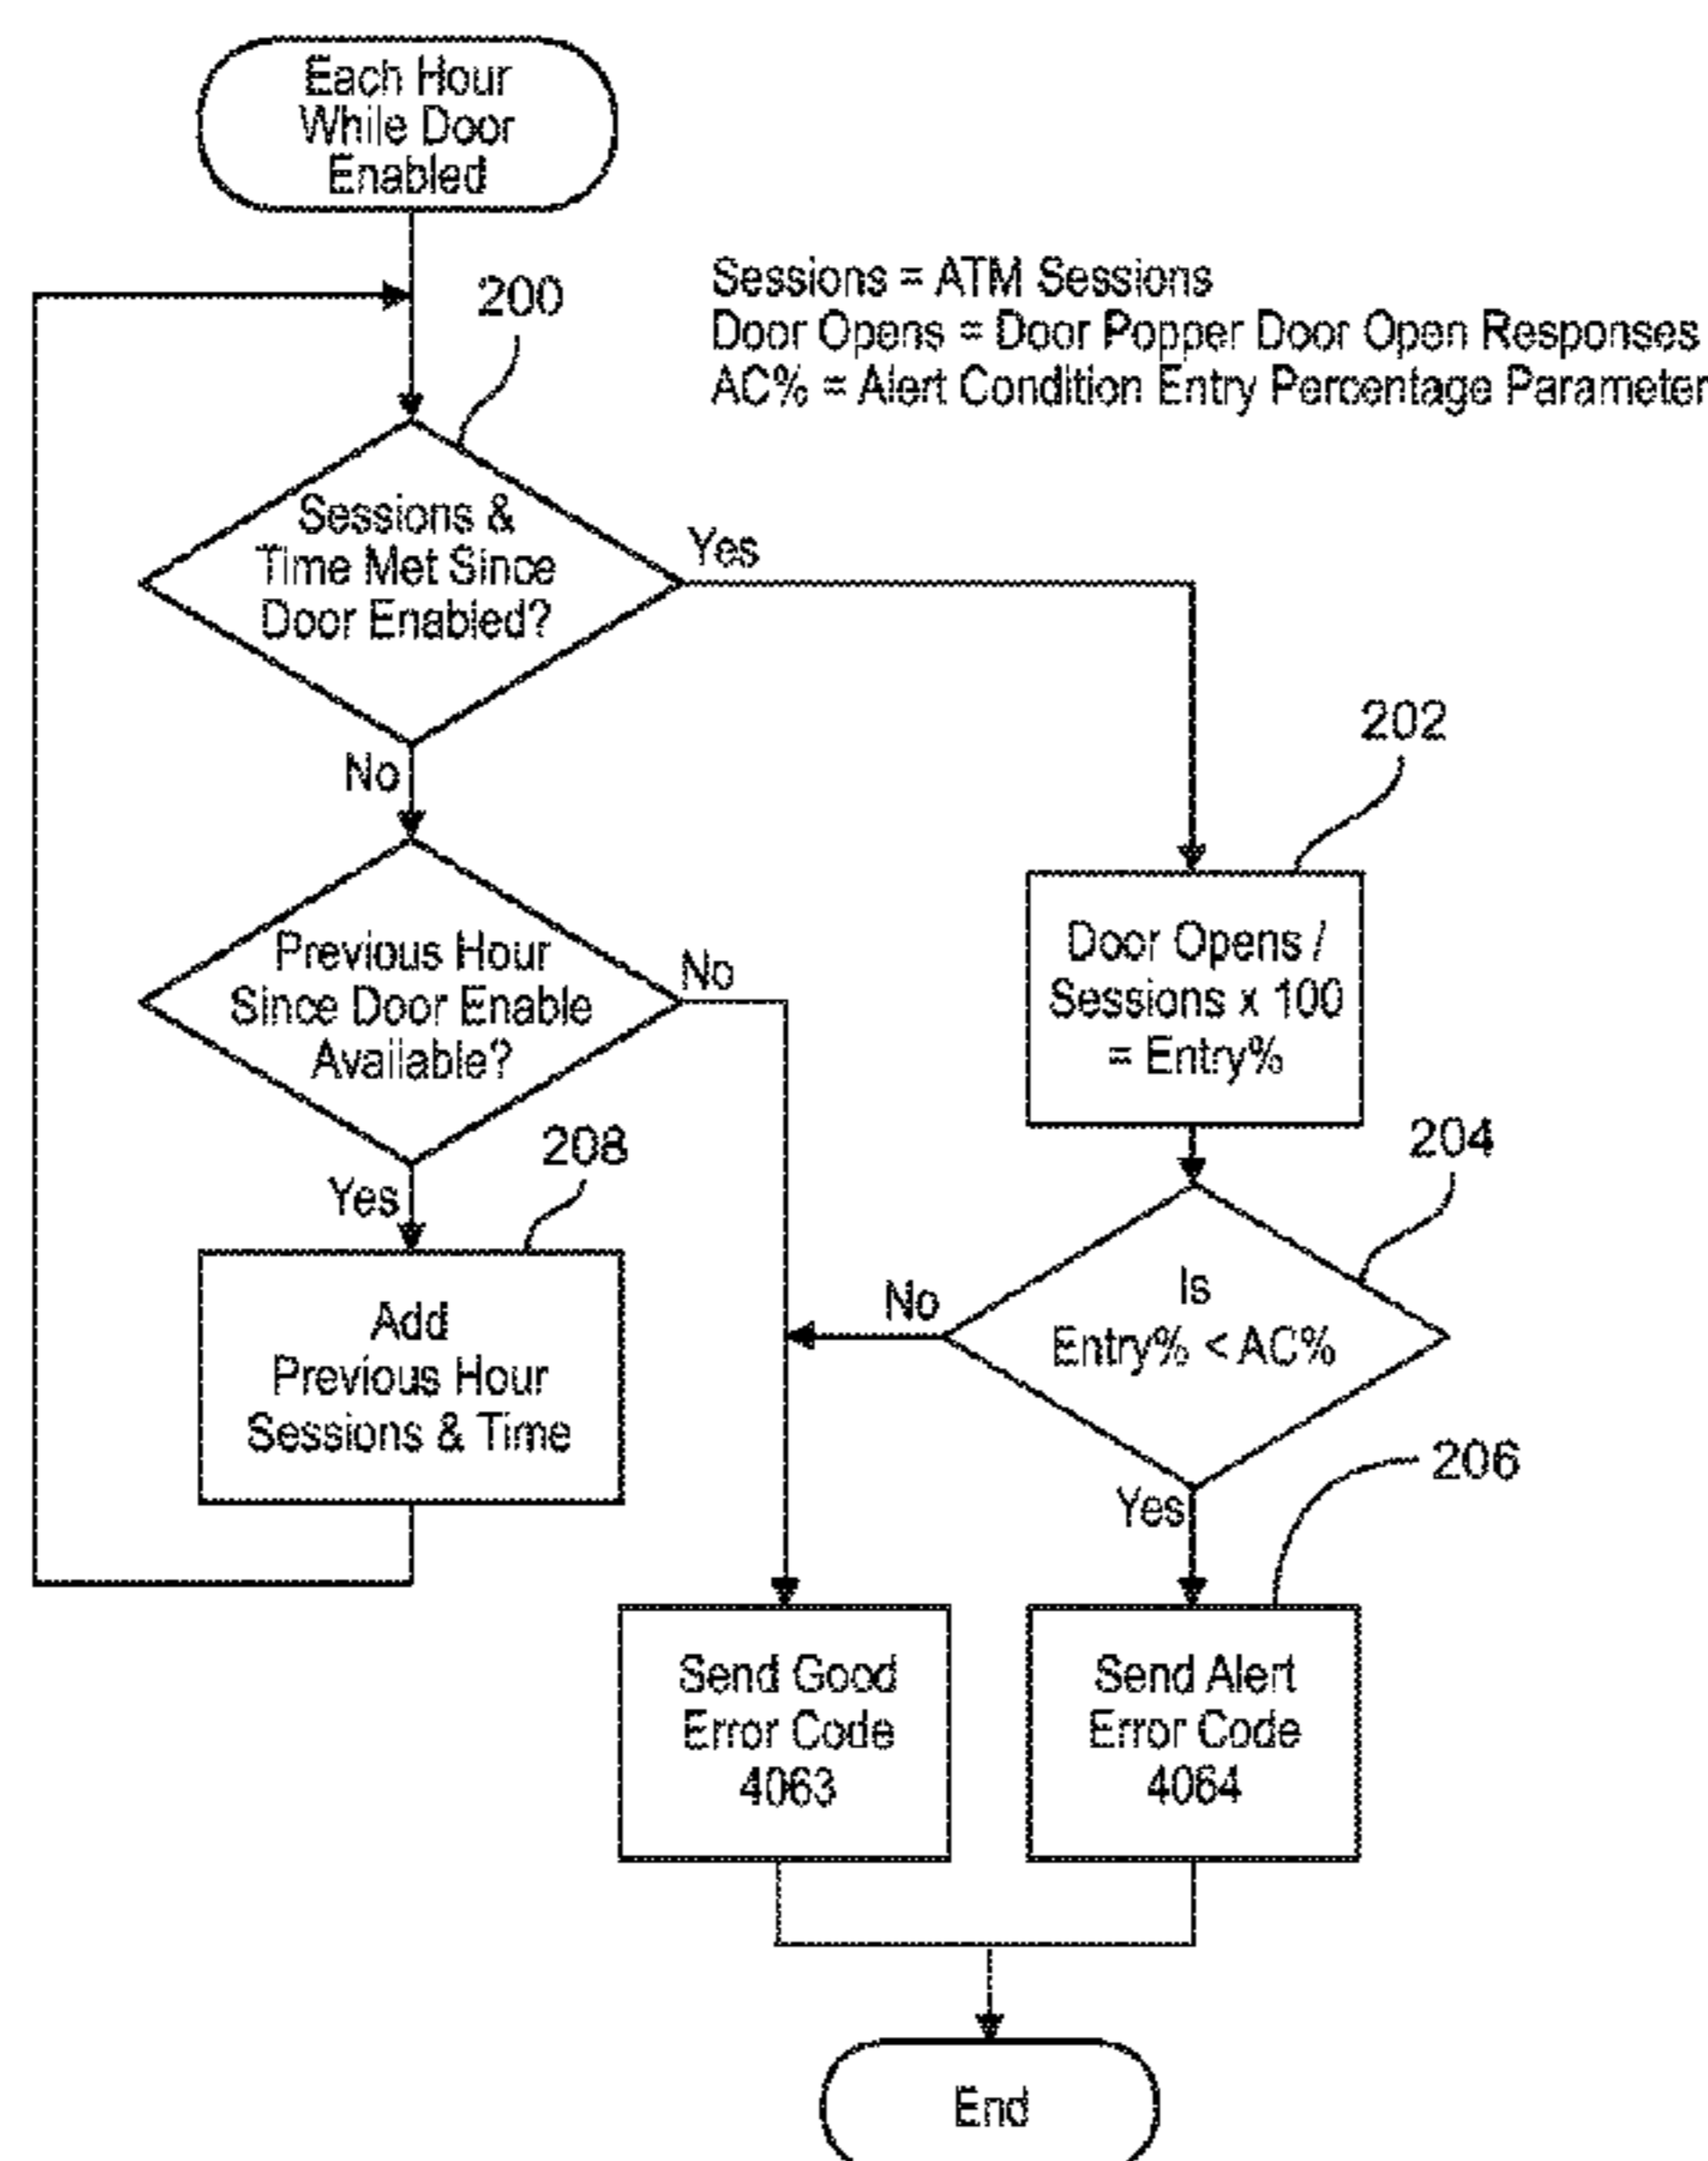 Each Hour
While Door
Enabled
200
Sessions = ATM Sessions
Door Opens = Door Popper Door Open Responses
AC% = Alert Condition Entry Percentage Parameter
Sessions &
Time Met Since
Door Enabled?
Yes
No
202
Previous Hour
Since Door Enable
Available?
No
Yes
Door Opens /
Sessions x 100
= Entry%
208
Add
Previous Hour
Sessions & Time
204
Is
Entry% < AC%
No
Yes
206
Send Good
Error Code
4063
Send Alert
Error Code
4064
End